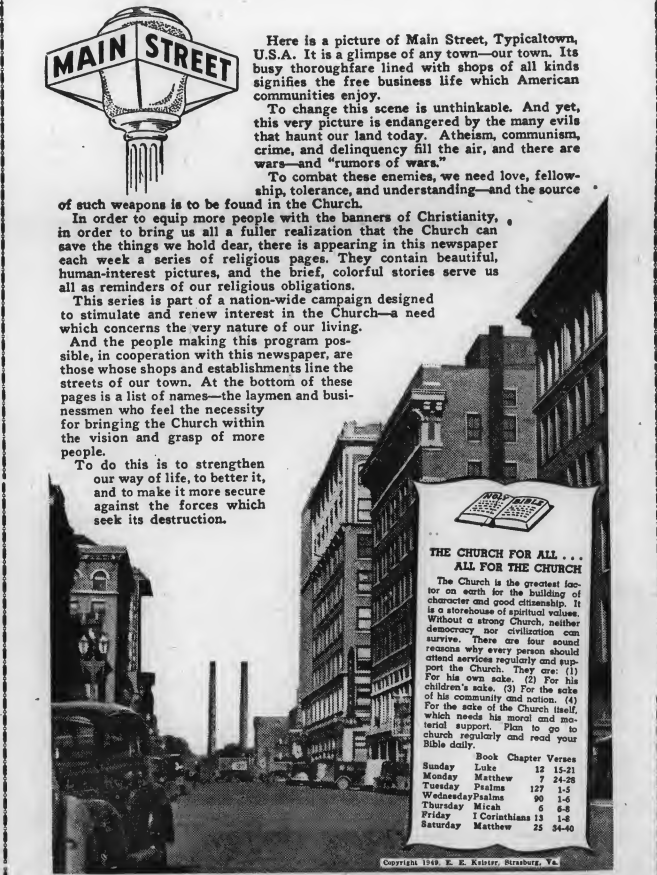 MAIN STREET
Here is a picture of Main Street, Typicaltown,
U.S.A. It is a glimpse of any town—our town. Its
busy thoroughfare lined with shops of all kinds
signifies the free business life which American
communities enjoy.
To change this scene is unthinkable. And yet,
this very picture is endangered by the many evils
that haunt our land today. Atheism, communism,
crime, and delinquency fill the air, and there are
wars—and "rumors of wars."
To combat these enemies, we need love, fellow-
ship, tolerance, and understanding—and the source
of such weapons is to be found in the Church.
In order to equip more people with the banners of Christianity,
in order to bring us all a fuller realization that the Church can
save the things we hold dear, there is appearing in this newspaper
each week a series of religious pages. They contain beautiful,
human-interest pictures, and the brief, colorful stories serve us
all as reminders of our religious obligations.
This series is part of a nation-wide campaign designed
to stimulate and renew interest in the Church—a need
which concerns the very nature of our living.
And the people making this program pos-
sible, in cooperation with this newspaper, are
those whose shops and establishments line the
streets of our town. At the bottom of these
pages is a list of names—the laymen and busi-
nessmen who feel the necessity
for bringing the Church within
the vision and grasp of more
people.
To do this is to strengthen
our way of life, to better it,
and to make it more secure
against the forces which
seek its destruction.
HOLY BIBLE
THE CHURCH FOR ALL . . .
ALL FOR THE CHURCH
The Church is the greatest fac-
tor on earth for the building of
character and good citizenship. It
is a storehouse of spiritual values.
Without a strong Church, neither
democracy nor civilization can
survive. There are four sound
reasons why every person should
attend services regularly and sup-
port the Church. They are: (1)
For his own sake. (2) For his
children's sake. (3) For the sake
of his community and nation. (4)
For the sake of the Church itself,
which needs his moral and ma-
terial support. Plan to go to
church regularly and read your
Bible daily.
Book Chapter Verses
Sunday Luke 12 15-21
Monday Matthew 7 24-28
Tuesday Psalms 127 1-5
Wednesday Psalms 90 1-6
Thursday Micah 6 6-8
Friday I Corinthians 13 1-8
Saturday Matthew 25 34-40
Copyright 1949, E. E. Keister, Strasburg, Va.